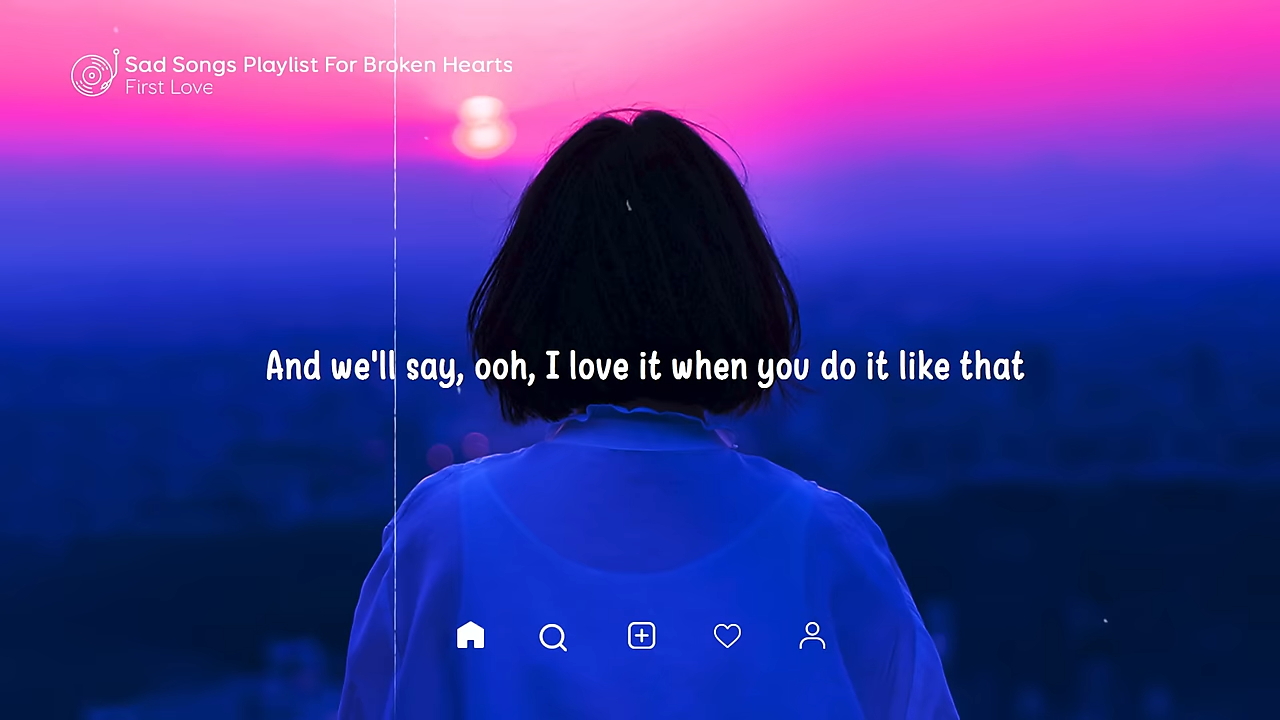 Sad Songs Playlist For Broken Hearts
First Love
And we'll say, ooh, I love it when you do it like that